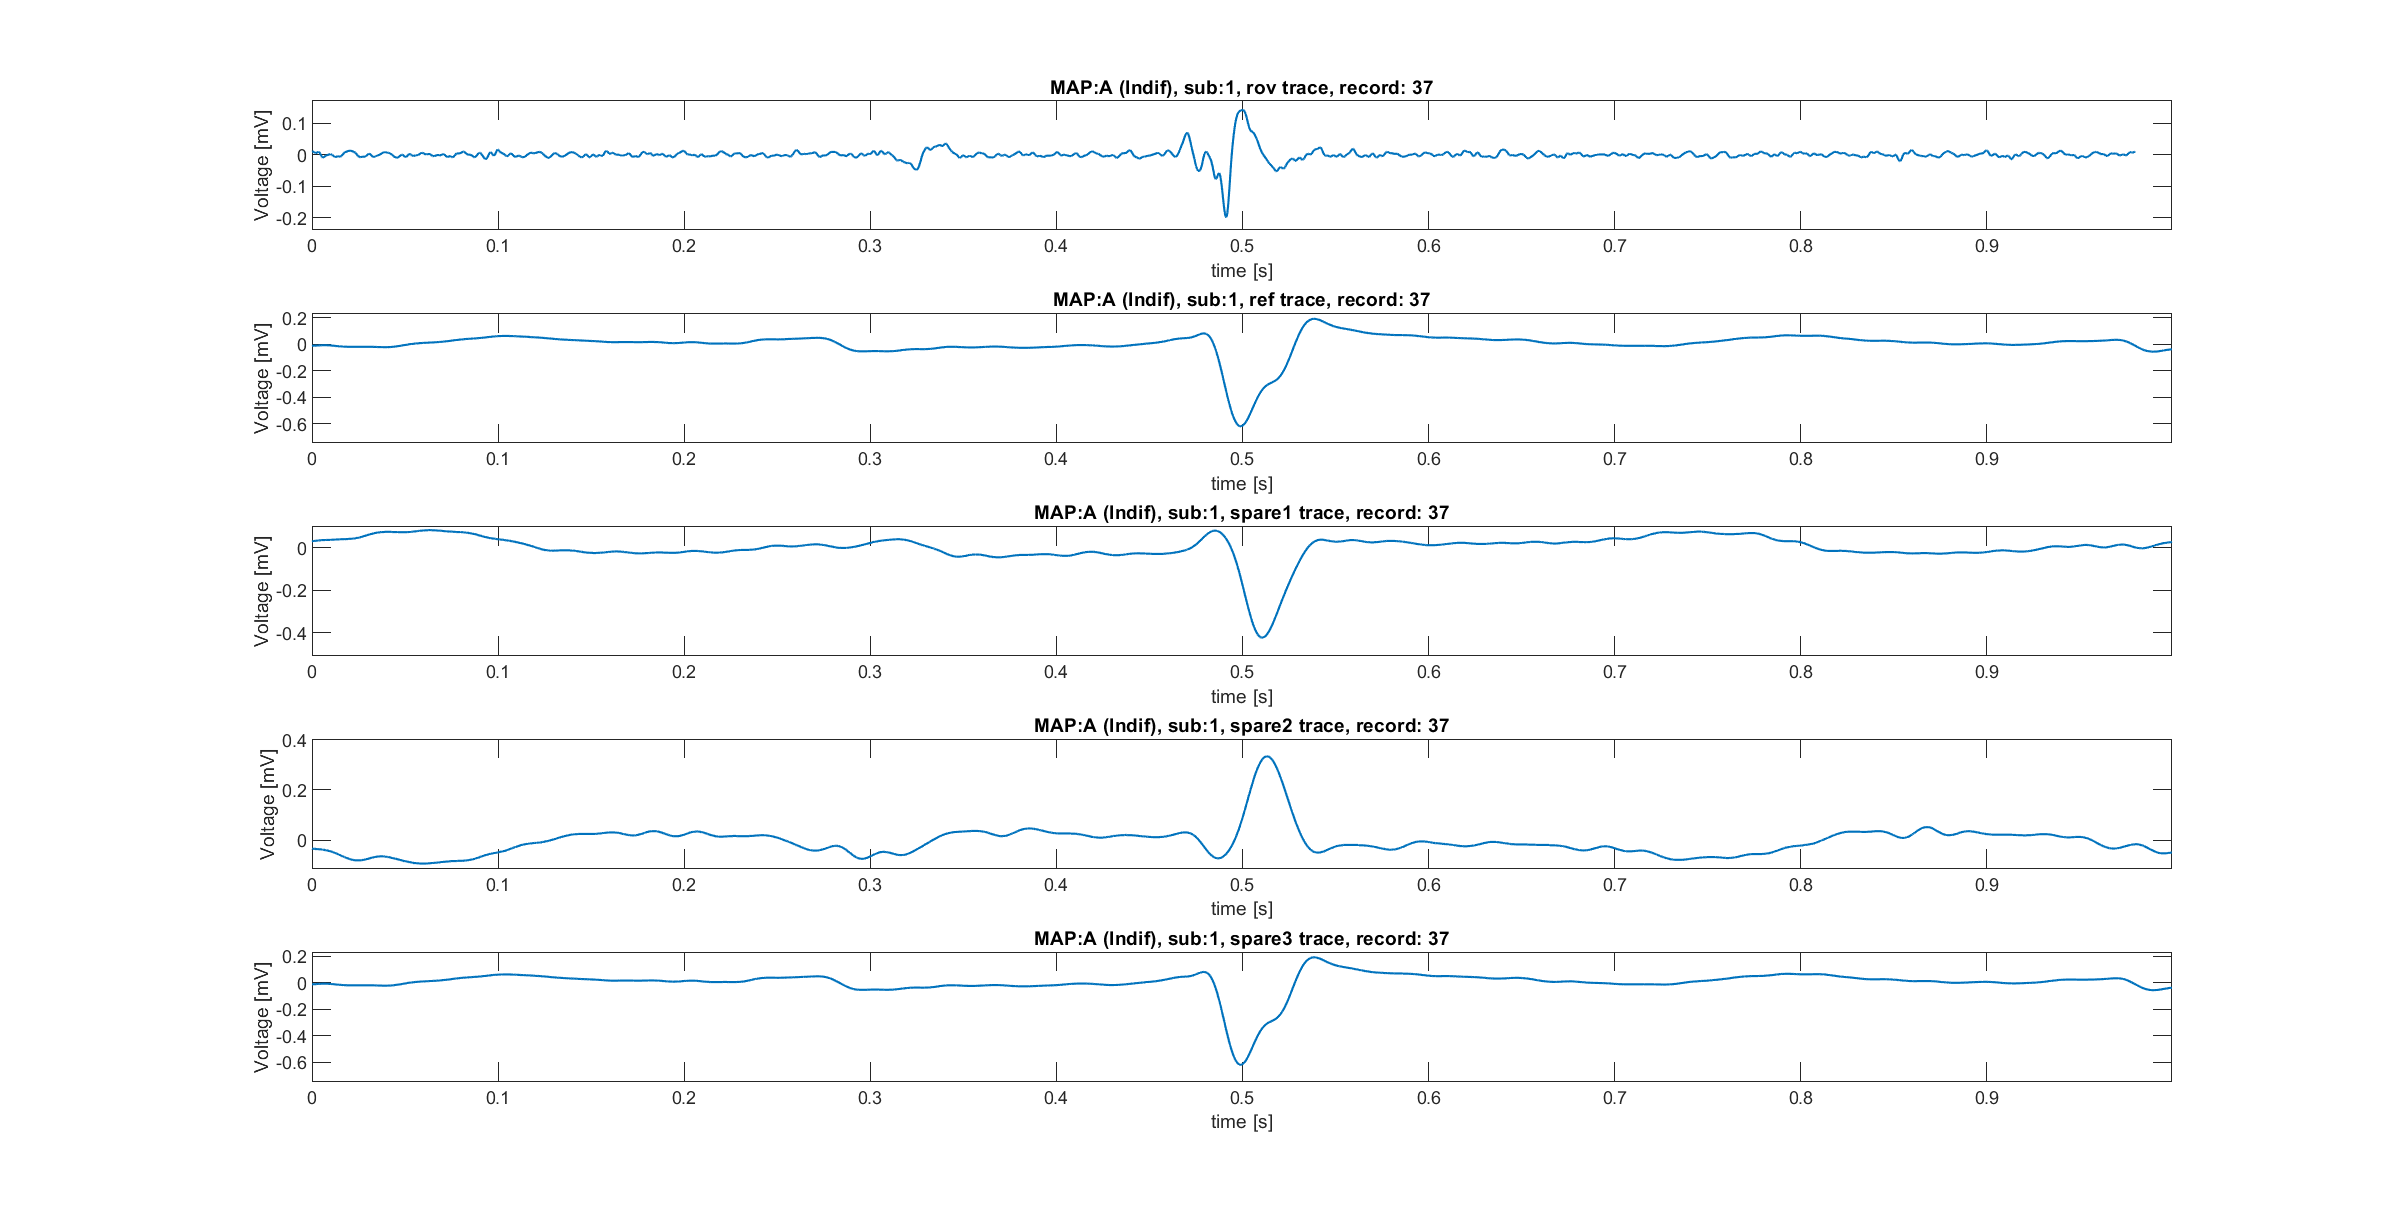 MAP:A (Indif), sub:1, rov trace, record: 37
Voltage [mV]
0.1
0
-0.1
-0.2
0 0.1 0.2 0.3 0.4 0.5 0.6 0.7 0.8 0.9
time [s]
MAP:A (Indif), sub:1, ref trace, record: 37
Voltage [mV]
0.2
0
-0.2
-0.4
-0.6
0 0.1 0.2 0.3 0.4 0.5 0.6 0.7 0.8 0.9
time [s]
MAP:A (Indif), sub:1, spare1 trace, record: 37
Voltage [mV]
0
-0.2
-0.4
0 0.1 0.2 0.3 0.4 0.5 0.6 0.7 0.8 0.9
time [s]
MAP:A (Indif), sub:1, spare2 trace, record: 37
Voltage [mV]
0.4
0.2
0
0 0.1 0.2 0.3 0.4 0.5 0.6 0.7 0.8 0.9
time [s]
MAP:A (Indif), sub:1, spare3 trace, record: 37
Voltage [mV]
0.2
0
-0.2
-0.4
-0.6
0 0.1 0.2 0.3 0.4 0.5 0.6 0.7 0.8 0.9
time [s]